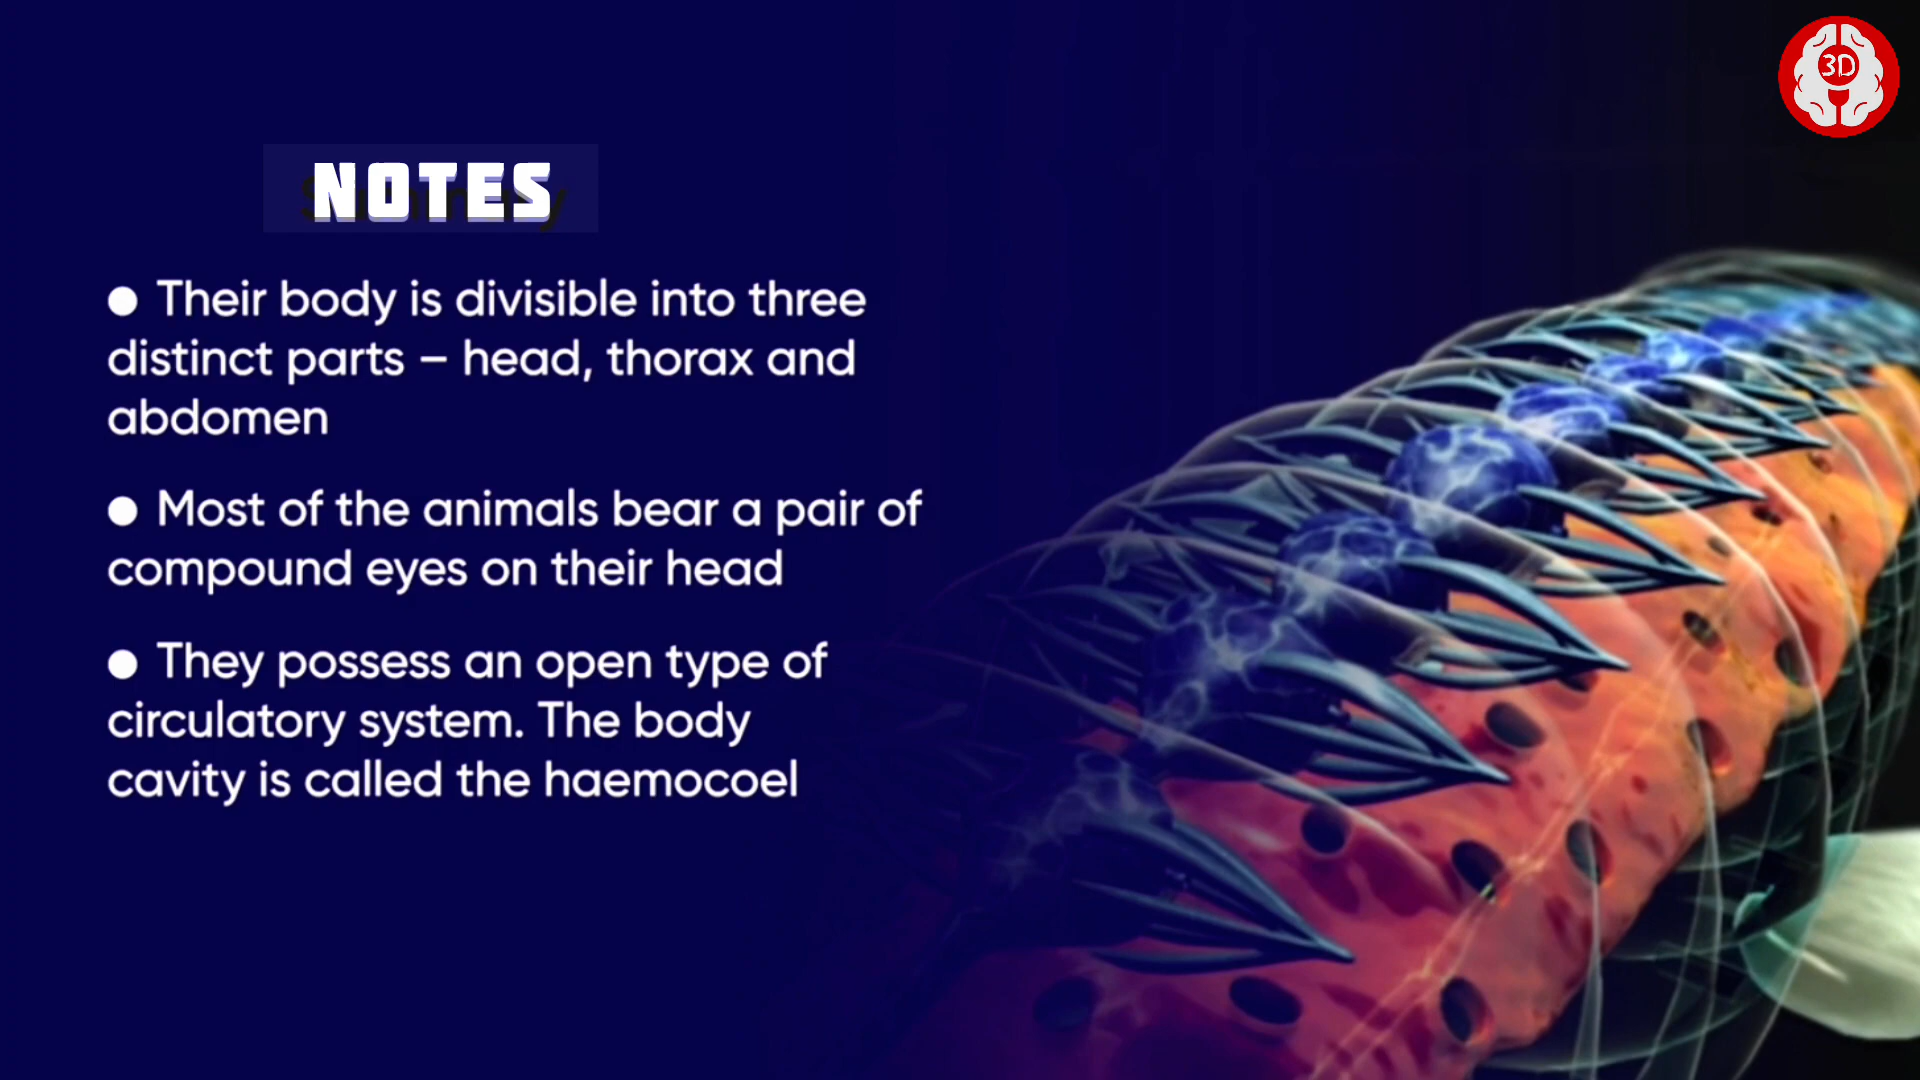 3D
NOTES
● Their body is divisible into three
distinct parts – head, thorax and
abdomen
● Most of the animals bear a pair of
compound eyes on their head
● They possess an open type of
circulatory system. The body
cavity is called the haemocoel